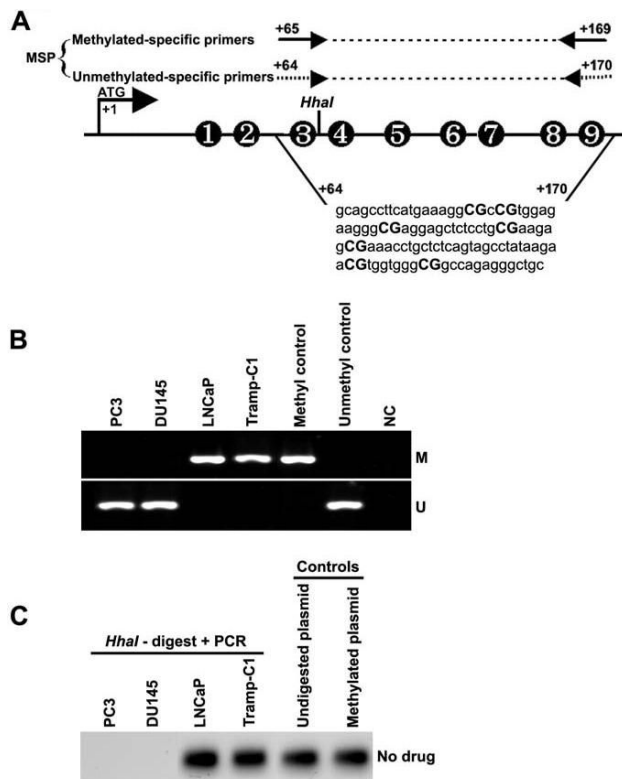 A
MSP
Methylated-specific primers
+65
+169
Unmethylated-specific primers
+64
+170
ATG
+1
HhaI
1 2 3 4 5 6 7 8 9
+64
+170
gcagccttcatgaaaggCGcCGtggag
aagggCGaggagctctcctgCGaaga
gCGaaacctgctctcagtagcctataaga
aCGtggtgggCGgccagagggctgc
B
PC3
DU145
LNCaP
Tramp-C1
Methyl control
Unmethyl control
NC
M
U
C
Controls
HhaI - digest + PCR
PC3
DU145
LNCaP
Tramp-C1
Undigested plasmid
Methylated plasmid
No drug